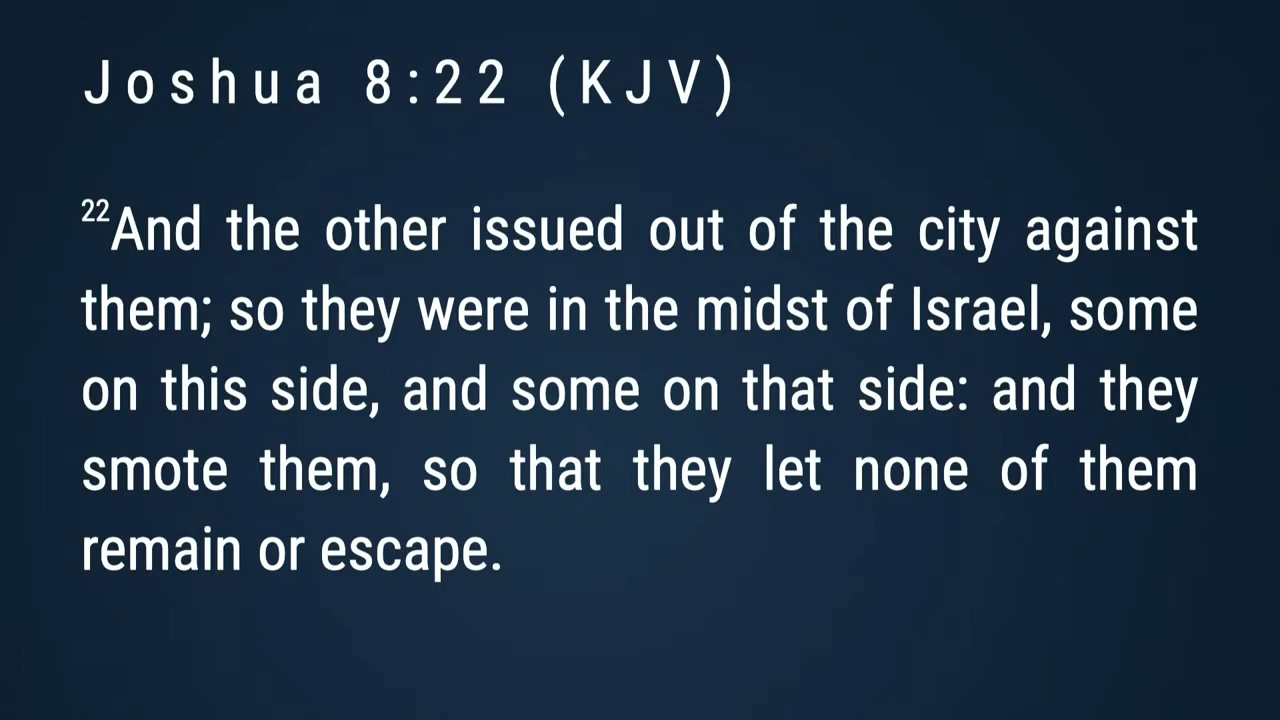 Joshua 8:22 (KJV)
22And the other issued out of the city against
them; so they were in the midst of Israel, some
on this side, and some on that side: and they
smote them, so that they let none of them
remain or escape.